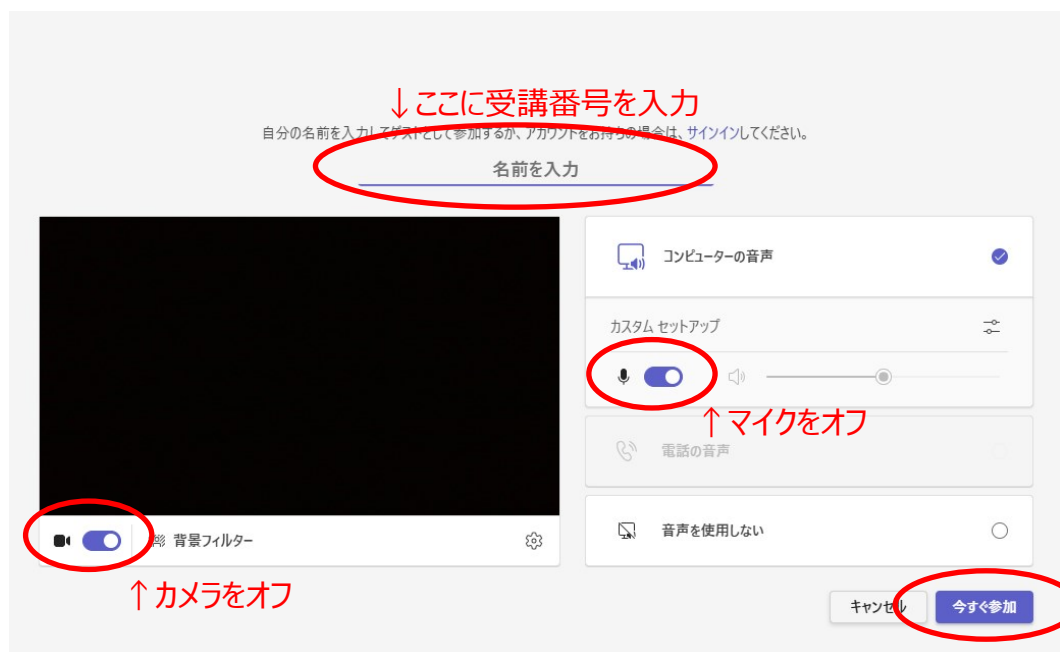 ↓ここに受講番号を入力
自分の名前を入力してゲストとして参加するか、アカウントをお持ちの場合は、サインインしてください。
名前を入力
コンピューターの音声
カスタム セットアップ
↑マイクをオフ
電話の音声
背景フィルター
音声を使用しない
↑カメラをオフ
キャンセル 今すぐ参加